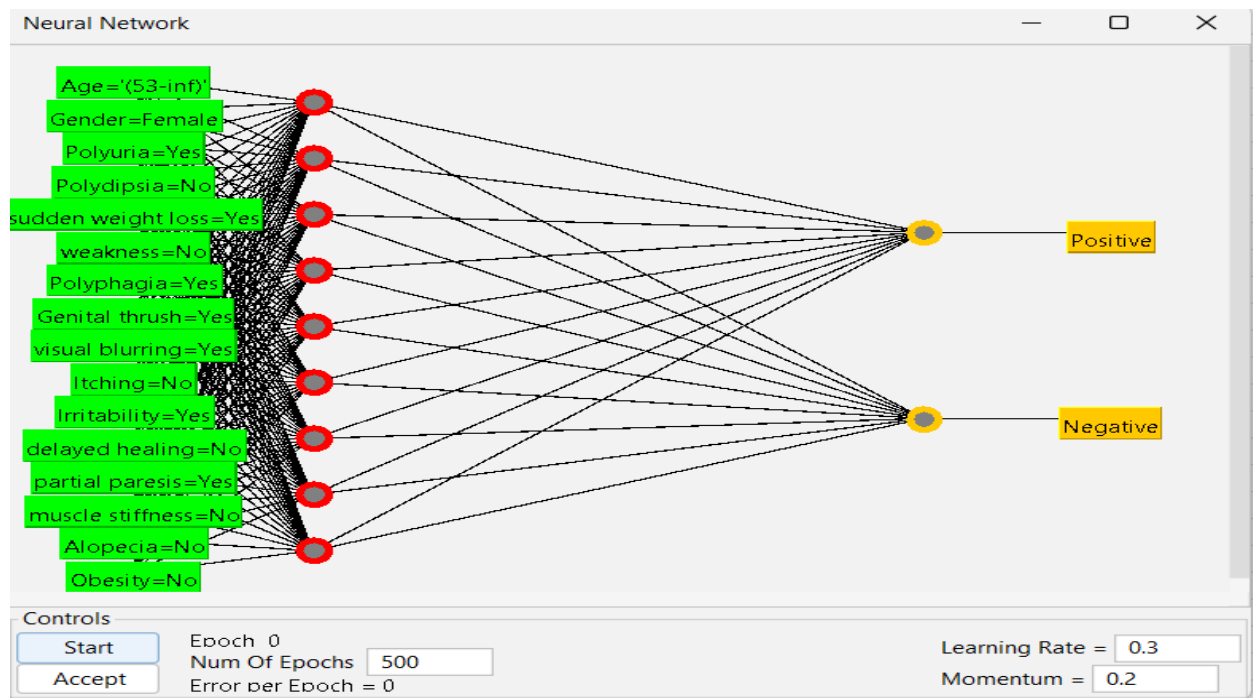 Neural Network
Age='(53-inf)'
Gender=Female
Polyuria=Yes
Polydipsia=No
sudden weight loss=Yes
weakness=No
Polyphagia=Yes
Genital thrush=Yes
visual blurring=Yes
Itching=No
Irritability=Yes
delayed healing=No
partial paresis=Yes
muscle stiffness=No
Alopecia=No
Obesity=No
Positive
Negative
Controls
Start
Accept
Epoch 0
Num Of Epochs 500
Error per Epoch = 0
Learning Rate = 0.3
Momentum = 0.2